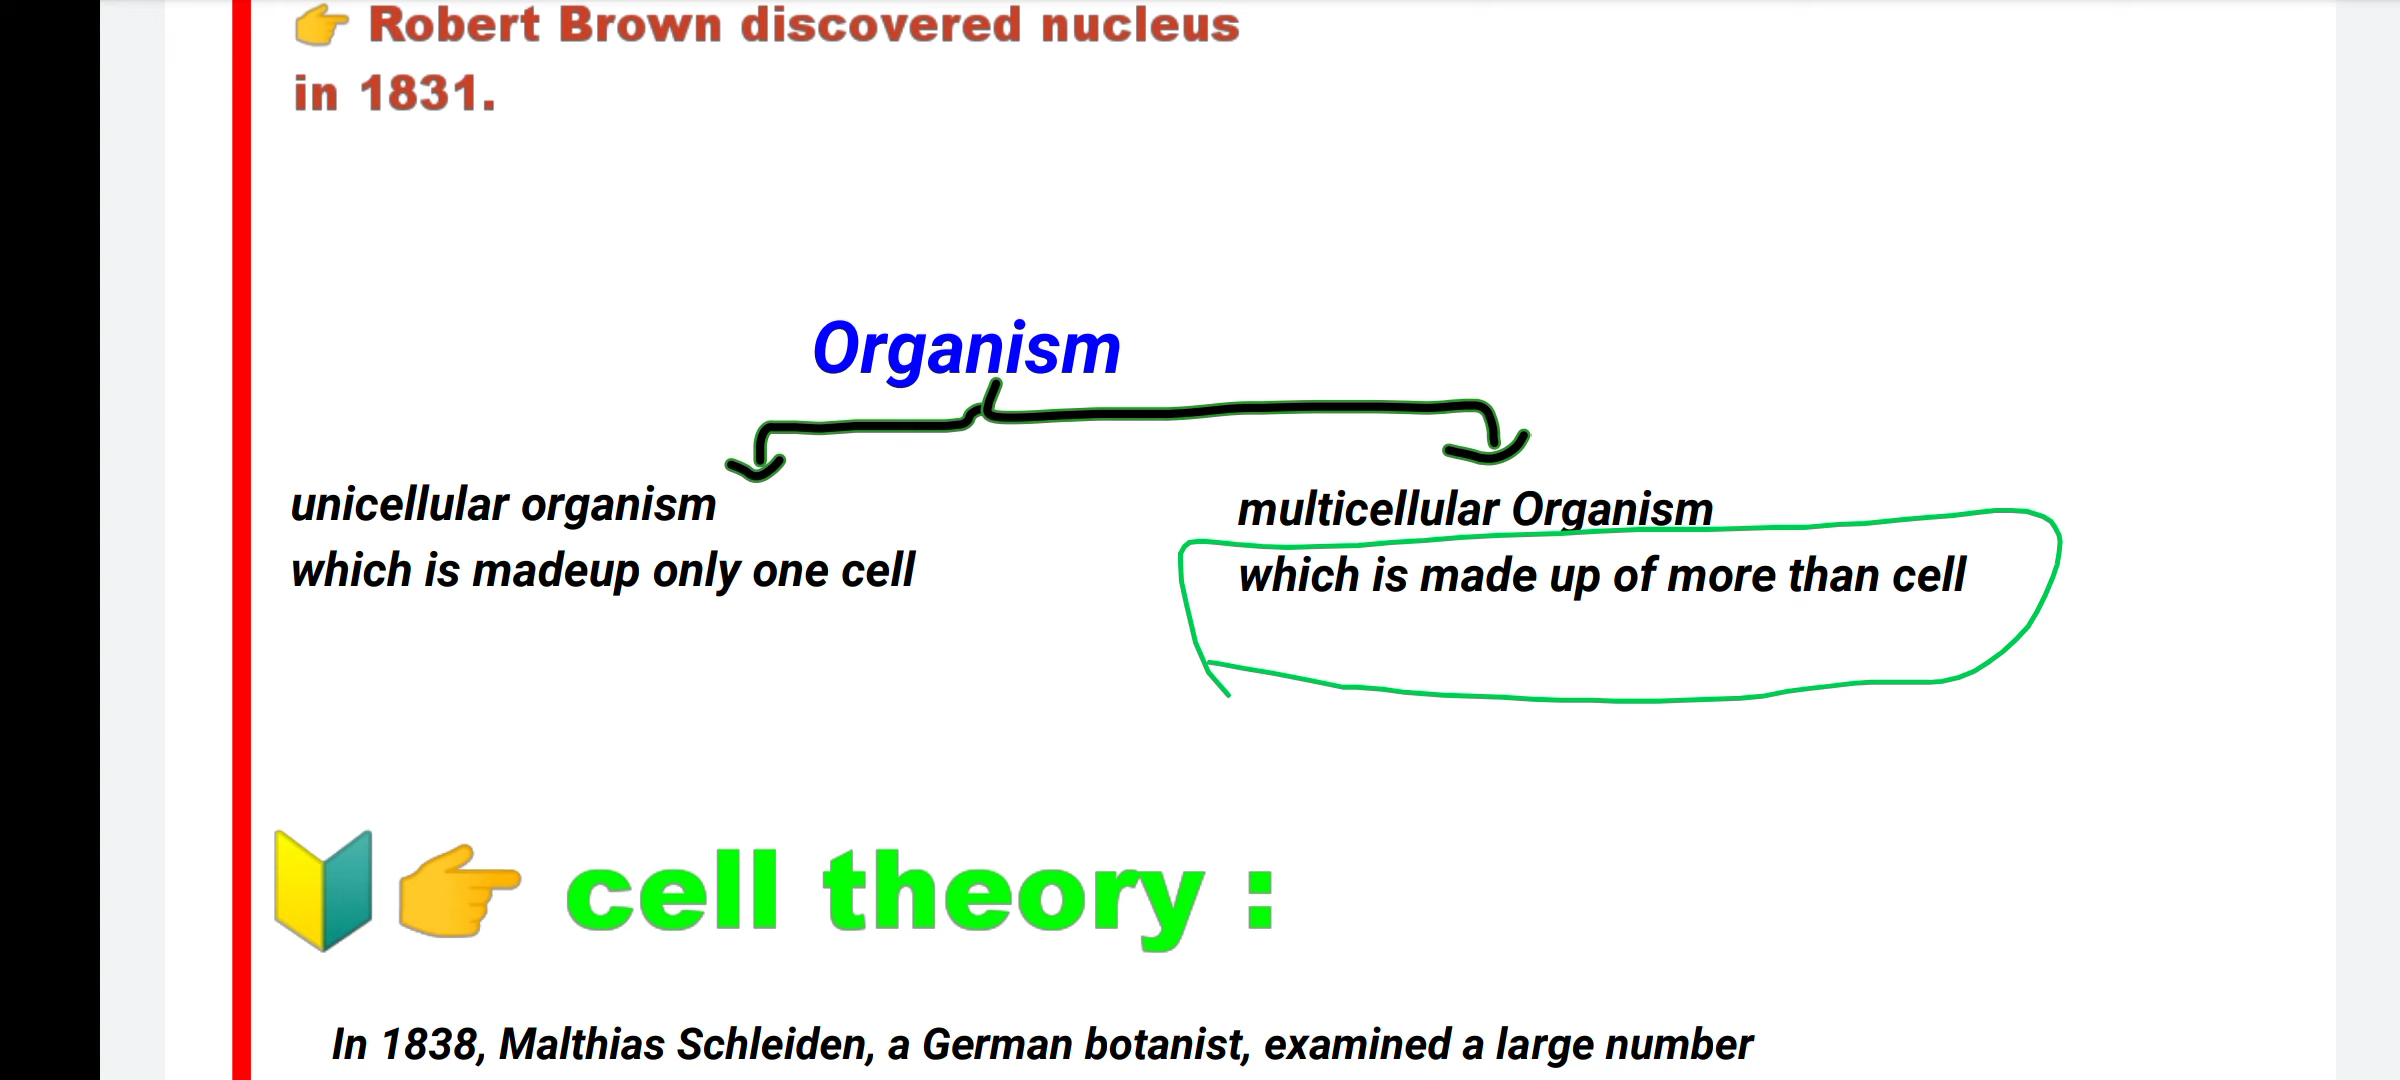 👉 Robert Brown discovered nucleus
in 1831.
Organism
unicellular organism
which is madeup only one cell
multicellular Organism
which is made up of more than cell
🔰👉 cell theory :
In 1838, Malthias Schleiden, a German botanist, examined a large number